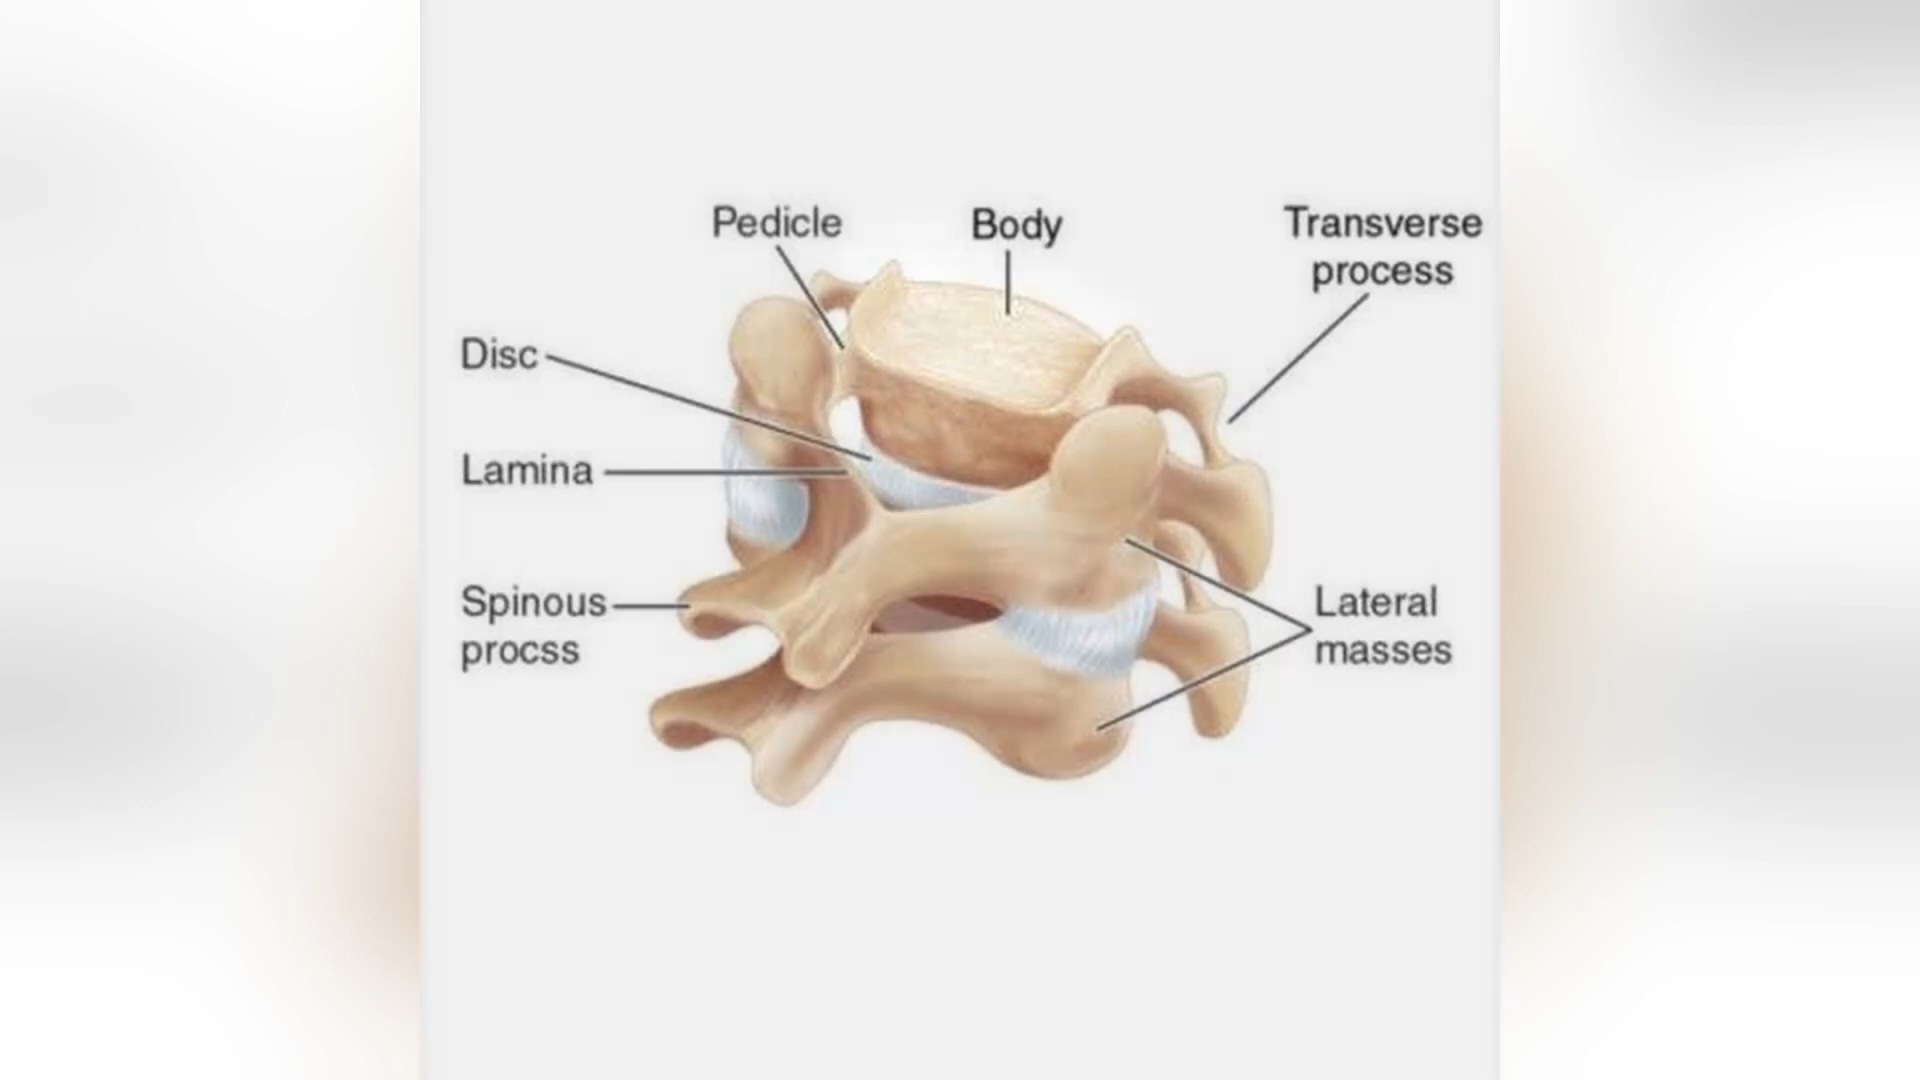 Pedicle
Body
Transverse
process
Disc
Lamina
Spinous
procss
Lateral
masses